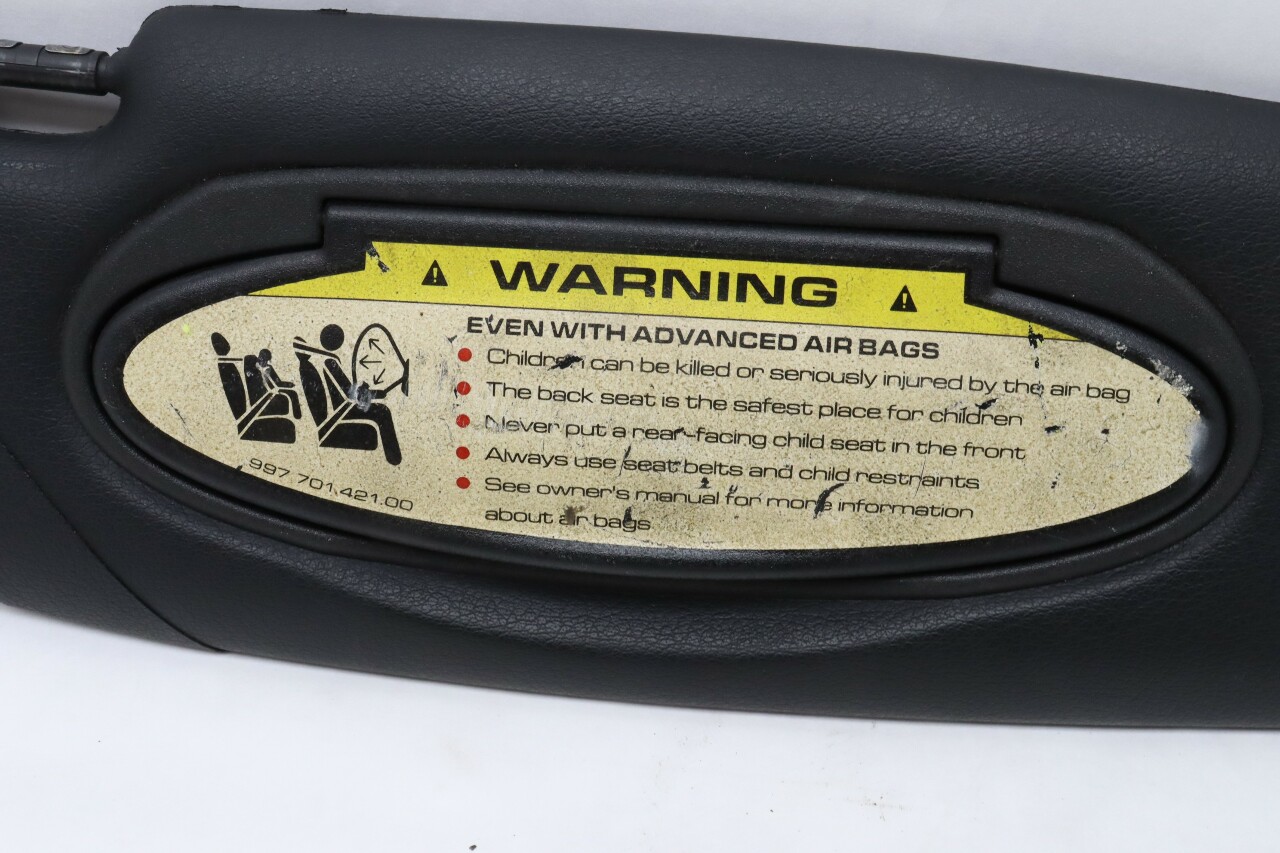 WARNING
EVEN WITH ADVANCED AIR BAGS
Children can be killed or seriously injured by the air bag
The back seat is the safest place for children
Never put a rear-facing child seat in the front
Always use seat belts and child restraints
See owner's manual for more information
about air bags
997 701.421.00